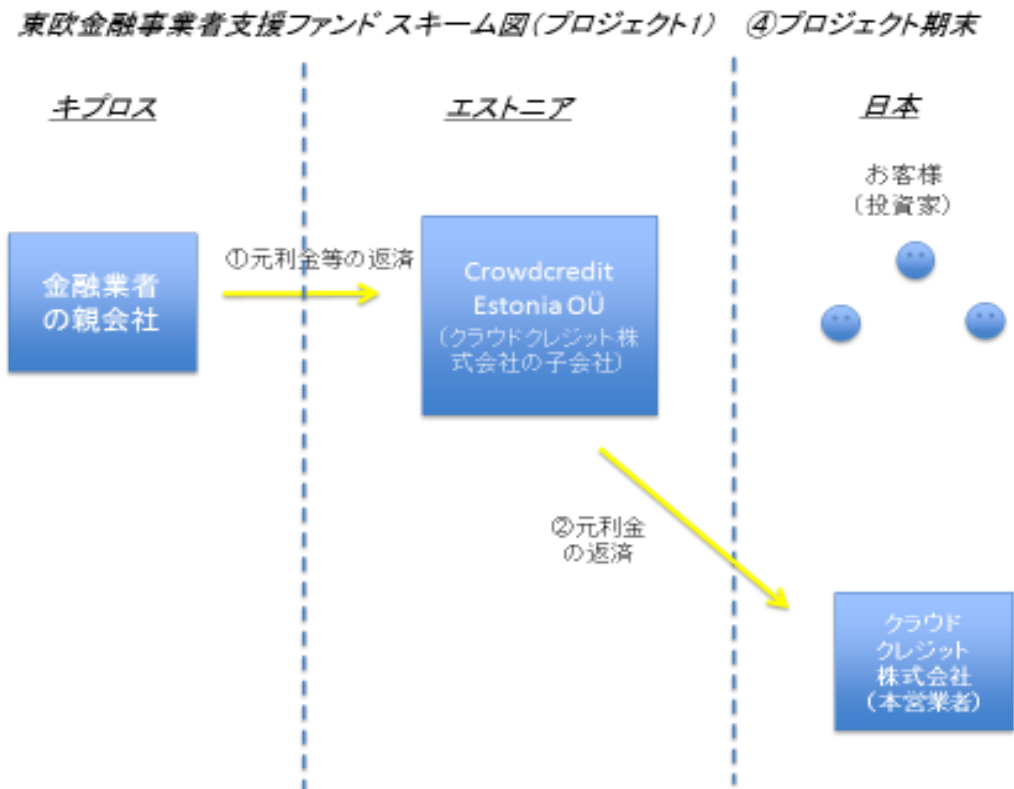 東欧金融事業者支援ファンド スキーム図(プロジェクト1) ④プロジェクト期末
キプロス
エストニア
日本
お客様
(投資家)
金融業者
の親会社
①元利金等の返済
Crowdcredit
Estonia OÜ
(クラウドクレジット株
式会社の子会社)
②元利金
の返済
クラウド
クレジット
株式会社
(本営業者)